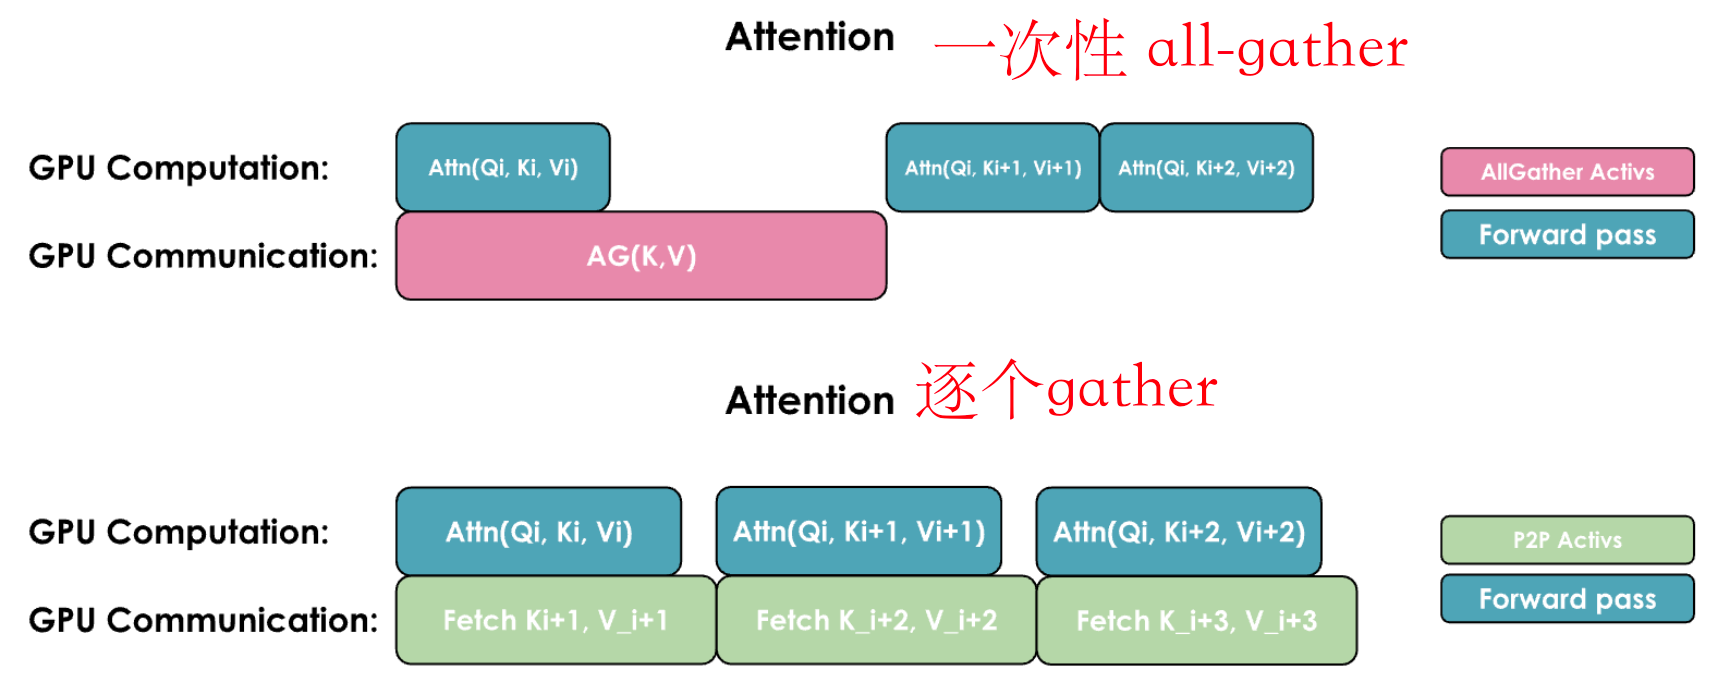 Attention 一次性 all-gather
GPU Computation: Attn(Qi, Ki, Vi) Attn(Qi, Ki+1, Vi+1) Attn(Qi, Ki+2, Vi+2)
AllGather Activs
Forward pass
GPU Communication: AG(K,V)
Attention 逐个gather
GPU Computation: Attn(Qi, Ki, Vi) Attn(Qi, Ki+1, Vi+1) Attn(Qi, Ki+2, Vi+2)
P2P Activs
Forward pass
GPU Communication: Fetch Ki+1, V_i+1 Fetch K_i+2, V_i+2 Fetch K_i+3, V_i+3